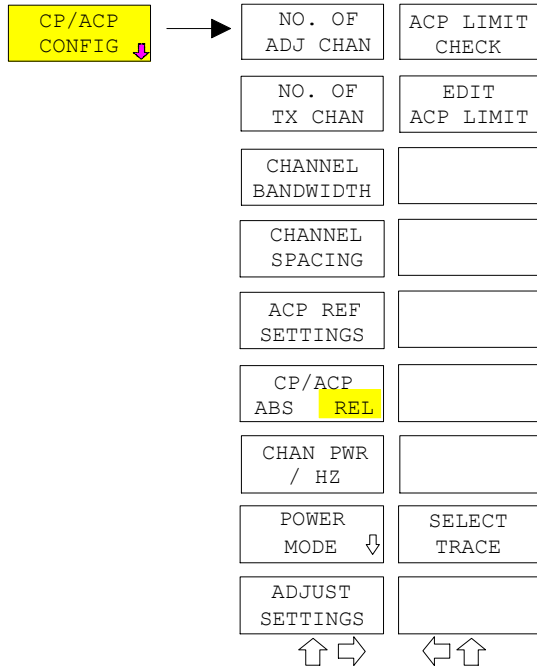 CP/ACP
CONFIG
NO. OF
ADJ CHAN
NO. OF
TX CHAN
CHANNEL
BANDWIDTH
CHANNEL
SPACING
ACP REF
SETTINGS
CP/ACP
ABS REL
CHAN PWR
/ HZ
POWER
MODE
ADJUST
SETTINGS
ACP LIMIT
CHECK
EDIT
ACP LIMIT
SELECT
TRACE